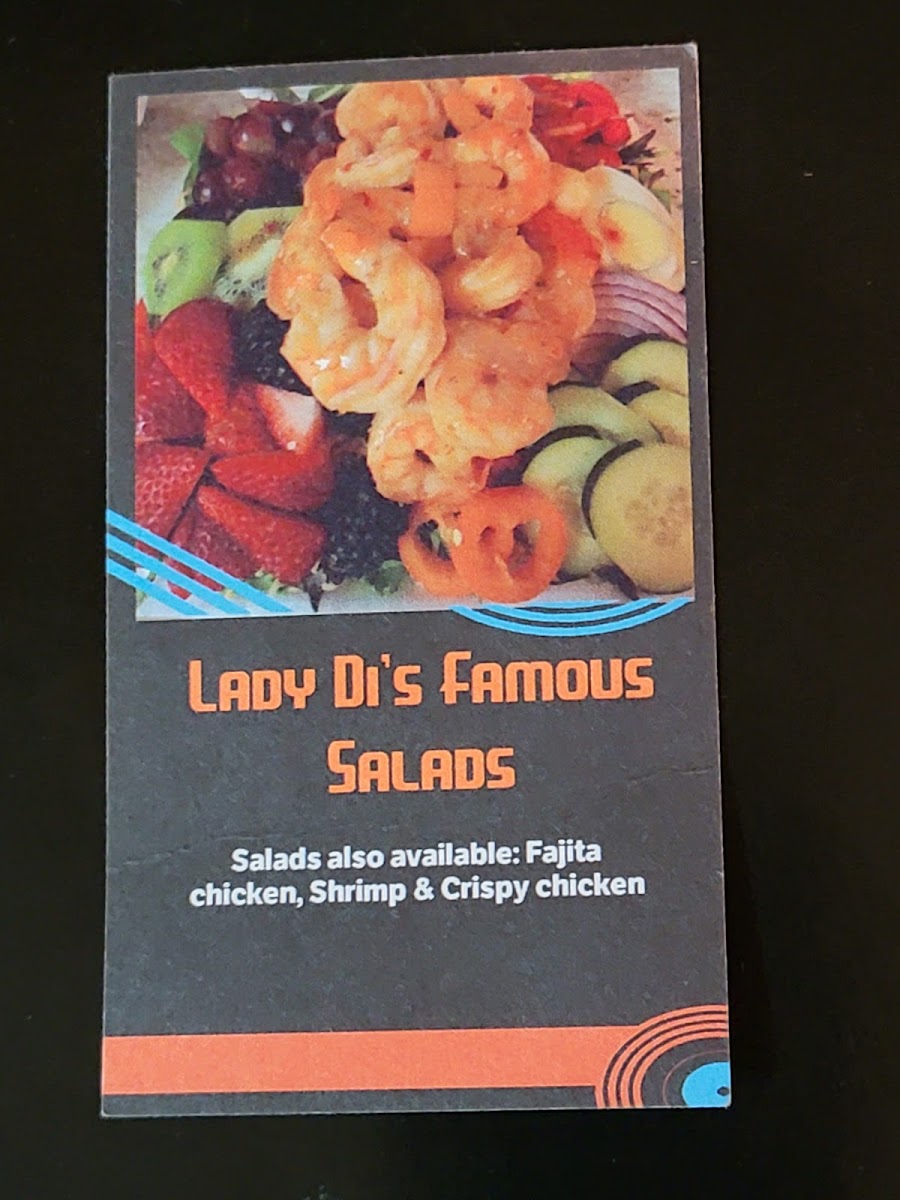 Lady Di's Famous
Salads
Salads also available: Fajita
chicken, Shrimp & Crispy chicken